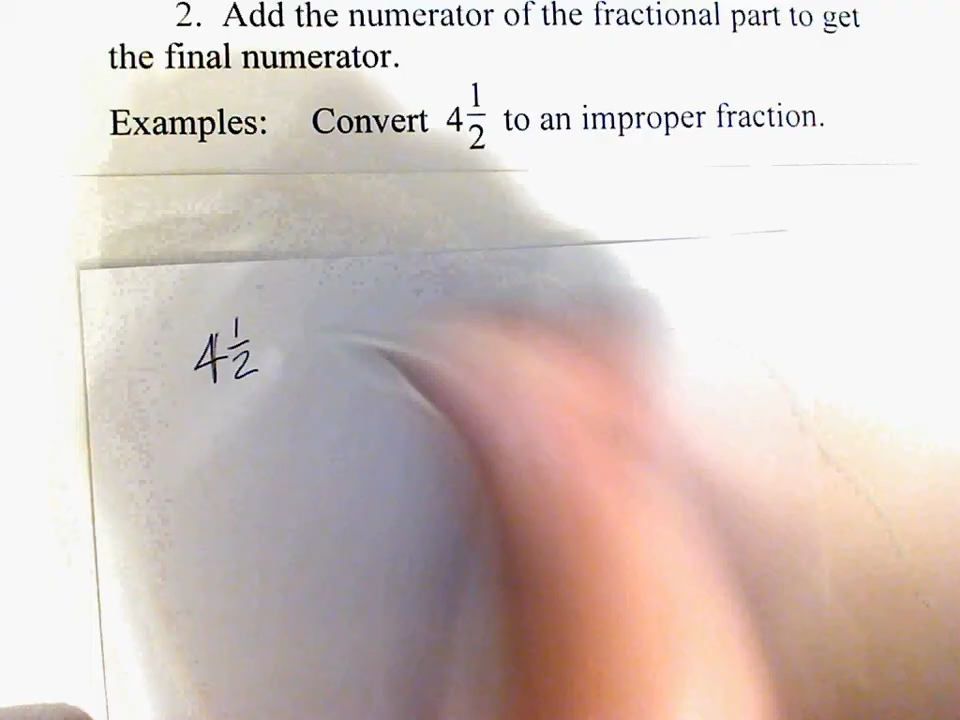 2. Add the numerator of the fractional part to get
the final numerator.
Examples: Convert 4 1/2 to an improper fraction.
4 1/2